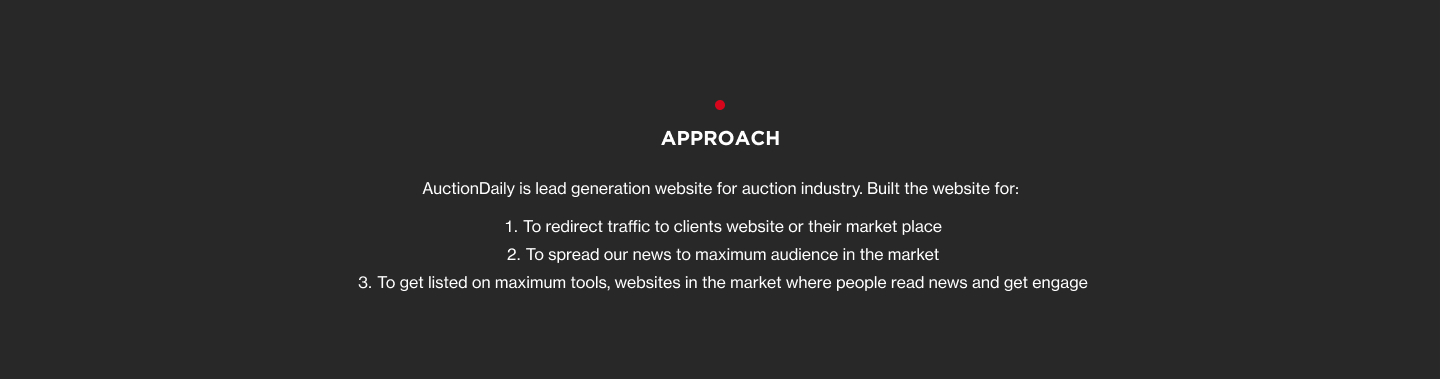 APPROACH
AuctionDaily is lead generation website for auction industry. Built the website for:
1. To redirect traffic to clients website or their market place
2. To spread our news to maximum audience in the market
3. To get listed on maximum tools, websites in the market where people read news and get engage